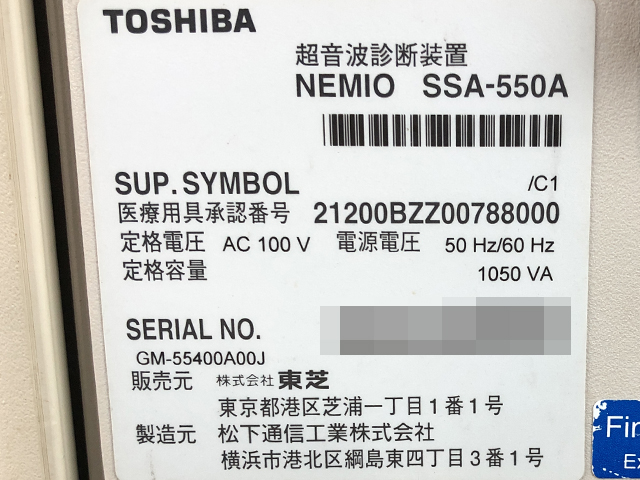 TOSHIBA
超音波診断装置
NEMIO SSA-550A
SUP. SYMBOL /C1
医療用具承認番号 21200BZZ00788000
定格電圧 AC 100 V 電源電圧 50 Hz/60 Hz
定格容量 1050 VA
SERIAL NO.
GM-55400A00J
販売元 株式会社 東芝
東京都港区芝浦一丁目1番1号
製造元 松下通信工業株式会社
横浜市港北区綱島東四丁目3番1号